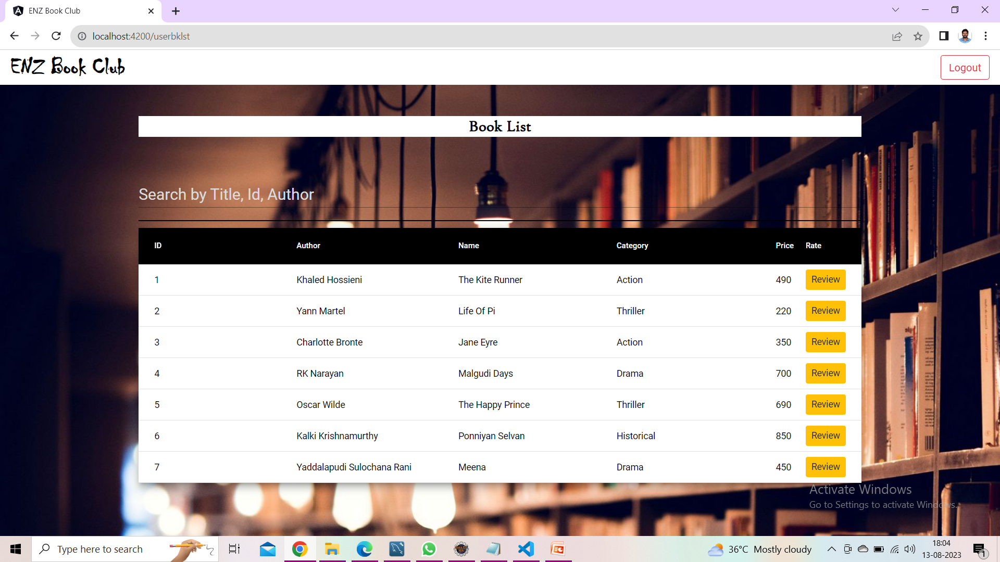 ENZ Book Club
localhost:4200/userbklst
ENZ Book Club
Logout
Book List
Search by Title, Id, Author
ID Author Name Category Price Rate
1 Khaled Hossieni The Kite Runner Action 490 Review
2 Yann Martel Life Of Pi Thriller 220 Review
3 Charlotte Bronte Jane Eyre Action 350 Review
4 RK Narayan Malgudi Days Drama 700 Review
5 Oscar Wilde The Happy Prince Thriller 690 Review
6 Kalki Krishnamurthy Ponniyan Selvan Historical 850 Review
7 Yaddalapudi Sulochana Rani Meena Drama 450 Review
Activate Windows
Go to Settings to activate Windows.
Type here to search
36°C Mostly cloudy
18:04
13-08-2023
1